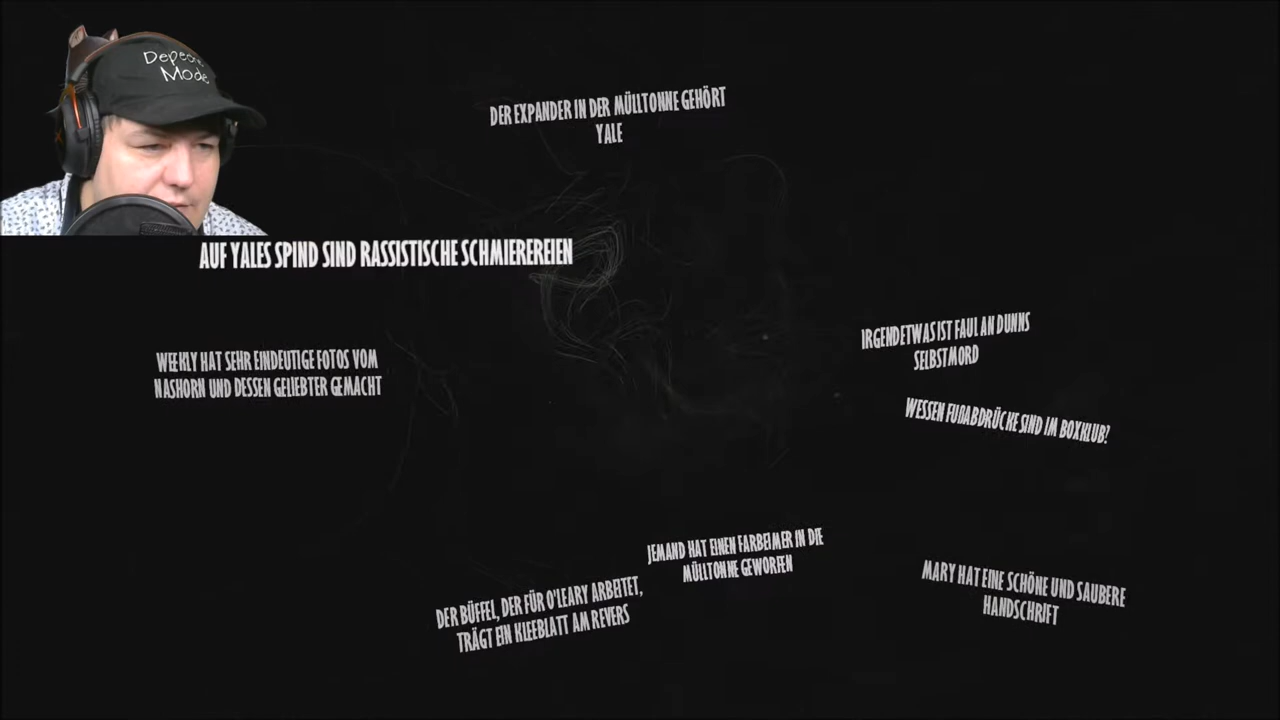 Depeche
Mode
DER EXPANDER IN DER MÜLLTONNE GEHÖRT
YALE
AUF YALES SPIND SIND RASSISTISCHE SCHMIEREREIEN
IRGENDETWAS IST FAUL AN DUNNS
SELBSTMORD
WEEKLY HAT SEHR EINDEUTIGE FOTOS VOM
NASHORN UND DESSEN GELIEBTER GEMACHT
WESSEN FUßABDRÜCKE SIND IM BOXKLUB?
JEMAND HAT EINEN FARBEIMER IN DIE
MÜLLTONNE GEWORFEN
MARY HAT EINE SCHÖNE UND SAUBERE
HANDSCHRIFT
DER BÜFFEL, DER FÜR O'LEARY ARBEITET,
TRÄGT EIN KLEEBLATT AM REVERS